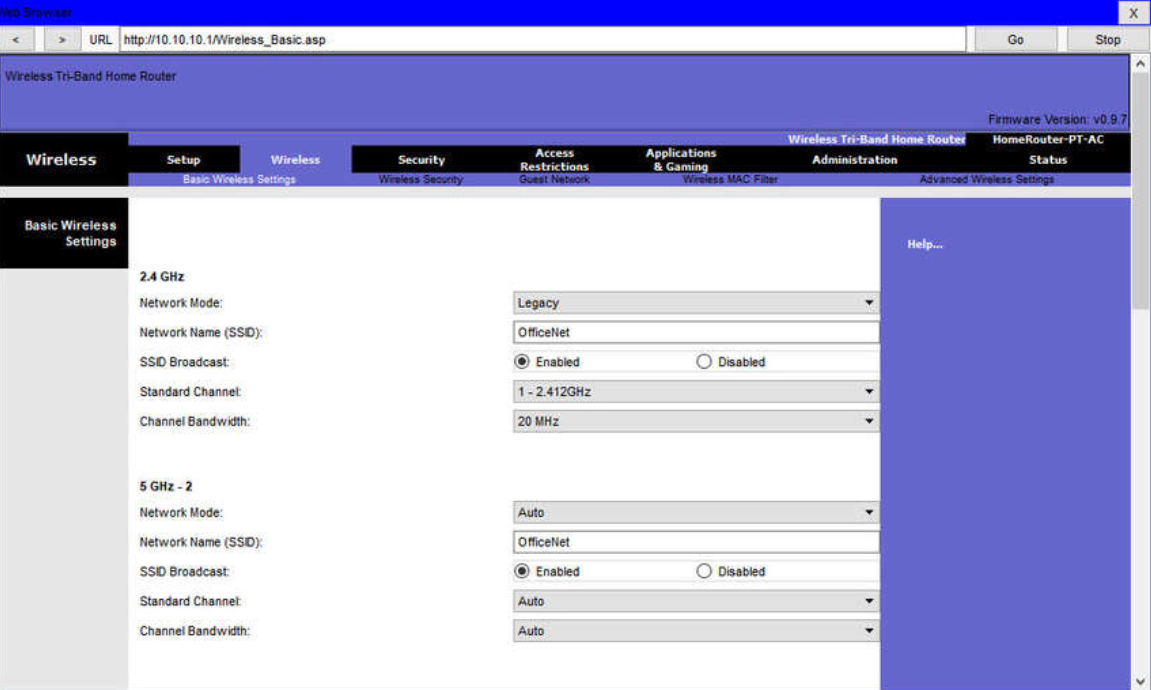 Web Browser X
< > URL http://10.10.10.1/Wireless_Basic.asp Go Stop
Wireless Tri-Band Home Router
Firmware Version: v0.9.7
Wireless Tri-Band Home Router HomeRouter-PT-AC
Wireless Setup Wireless Security Access Restrictions Applications & Gaming Administration Status
Basic Wireless Settings Wireless Security Guest Network Wireless MAC Filter Advanced Wireless Settings
Basic Wireless
Settings
Help...
2.4 GHz
Network Mode: Legacy
Network Name (SSID): OfficeNet
SSID Broadcast: Enabled Disabled
Standard Channel: 1 - 2.412GHz
Channel Bandwidth: 20 MHz
5 GHz - 2
Network Mode: Auto
Network Name (SSID): OfficeNet
SSID Broadcast: Enabled Disabled
Standard Channel: Auto
Channel Bandwidth: Auto